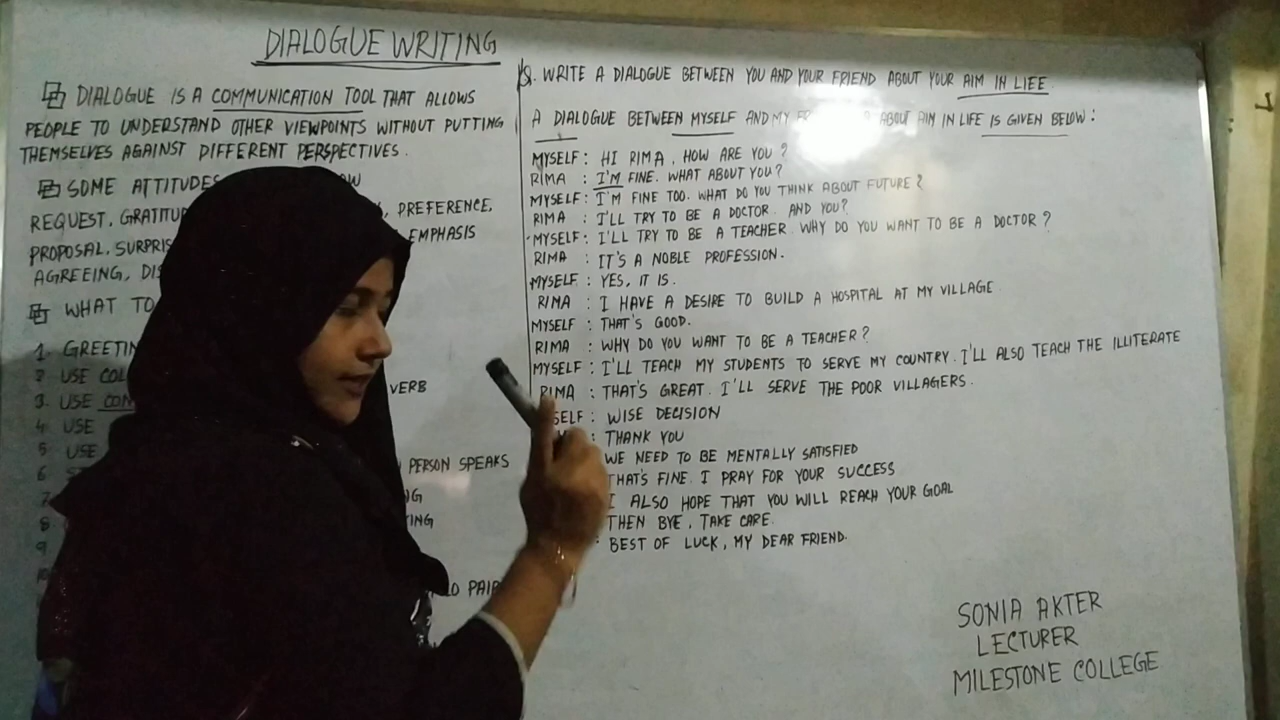 DIALOGUE WRITING
DIALOGUE IS A COMMUNICATION TOOL THAT ALLOWS
PEOPLE TO UNDERSTAND OTHER VIEWPOINTS WITHOUT PUTTING
THEMSELVES AGAINST DIFFERENT PERSPECTIVES.
SOME ATTITUDES
REQUEST, PREFERENCE,
PROPOSAL, EMPHASIS
AGREEING,
WHAT TO
1.
2. USE VERB
3. USE
4. USE
5. USE
6 PERSON SPEAKS
7
8
9
10
Q. WRITE A DIALOGUE BETWEEN YOU AND YOUR FRIEND ABOUT YOUR AIM IN LIFE.
A DIALOGUE BETWEEN MYSELF AND MY ABOUT AIM IN LIFE IS GIVEN BELOW:
MYSELF: HI RIMA, HOW ARE YOU?
RIMA : I'M FINE. WHAT ABOUT YOU?
MYSELF: I'M FINE TOO. WHAT DO YOU THINK ABOUT FUTURE?
RIMA : I'LL TRY TO BE A DOCTOR. AND YOU?
MYSELF: I'LL TRY TO BE A TEACHER. WHY DO YOU WANT TO BE A DOCTOR?
RIMA : IT'S A NOBLE PROFESSION.
MYSELF: YES, IT IS.
RIMA : I HAVE A DESIRE TO BUILD A HOSPITAL AT MY VILLAGE
MYSELF : THAT'S GOOD.
RIMA : WHY DO YOU WANT TO BE A TEACHER?
MYSELF : I'LL TEACH MY STUDENTS TO SERVE MY COUNTRY. I'LL ALSO TEACH THE ILLITERATE
RIMA : THAT'S GREAT. I'LL SERVE THE POOR VILLAGERS.
: WISE DECISION
: THANK YOU
WE NEED TO BE MENTALLY SATISFIED
THAT'S FINE. I PRAY FOR YOUR SUCCESS
I ALSO HOPE THAT YOU WILL REACH YOUR GOAL
THEN BYE, TAKE CARE.
: BEST OF LUCK, MY DEAR FRIEND.
SONIA AKTER
LECTURER
MILESTONE COLLEGE